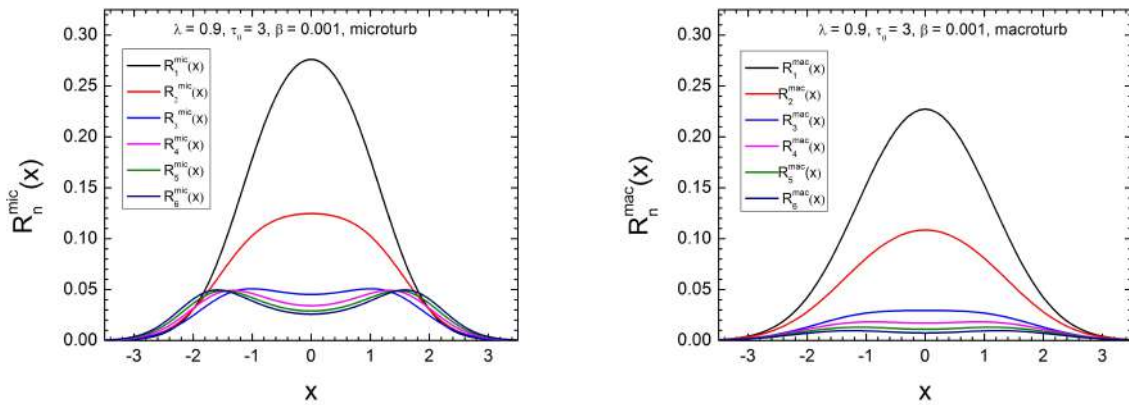 λ = 0.9, τ₀ = 3, β = 0.001, microturb
R₁ᵐⁱᶜ(x)
R₂ᵐⁱᶜ(x)
R₃ᵐⁱᶜ(x)
R₄ᵐⁱᶜ(x)
R₅ᵐⁱᶜ(x)
R₆ᵐⁱᶜ(x)
Rₙᵐⁱᶜ(x)
0.30
0.25
0.20
0.15
0.10
0.05
0.00
-3 -2 -1 0 1 2 3
x
λ = 0.9, τ₀ = 3, β = 0.001, macroturb
R₁ᵐᵃᶜ(x)
R₂ᵐᵃᶜ(x)
R₃ᵐᵃᶜ(x)
R₄ᵐᵃᶜ(x)
R₅ᵐᵃᶜ(x)
R₆ᵐᵃᶜ(x)
Rₙᵐᵃᶜ(x)
0.30
0.25
0.20
0.15
0.10
0.05
0.00
-3 -2 -1 0 1 2 3
x